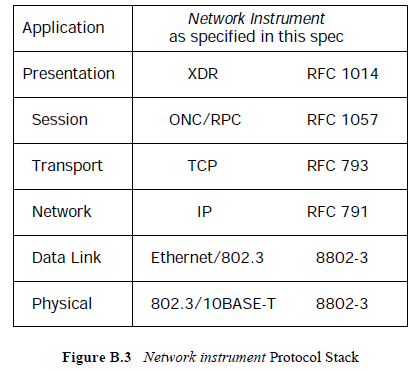 Application Network Instrument
as specified in this spec
Presentation XDR RFC 1014
Session ONC/RPC RFC 1057
Transport TCP RFC 793
Network IP RFC 791
Data Link Ethernet/802.3 8802-3
Physical 802.3/10BASE-T 8802-3
Figure B.3 Network instrument Protocol Stack